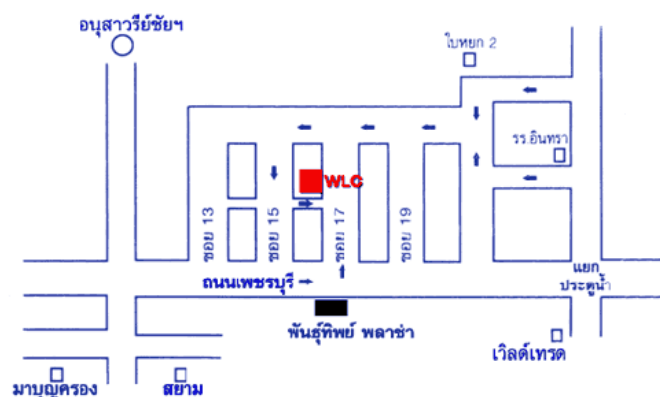 อนุสาวรีย์ชัยฯ
ใบหยก 2
รร.อินทรา
WLC
ซอย 13
ซอย 15
ซอย 17
ซอย 19
แยก
ประตูน้ำ
ถนนเพชรบุรี
พันธุ์ทิพย์ พลาซ่า
เวิลด์เทรด
มาบุญครอง
สยาม